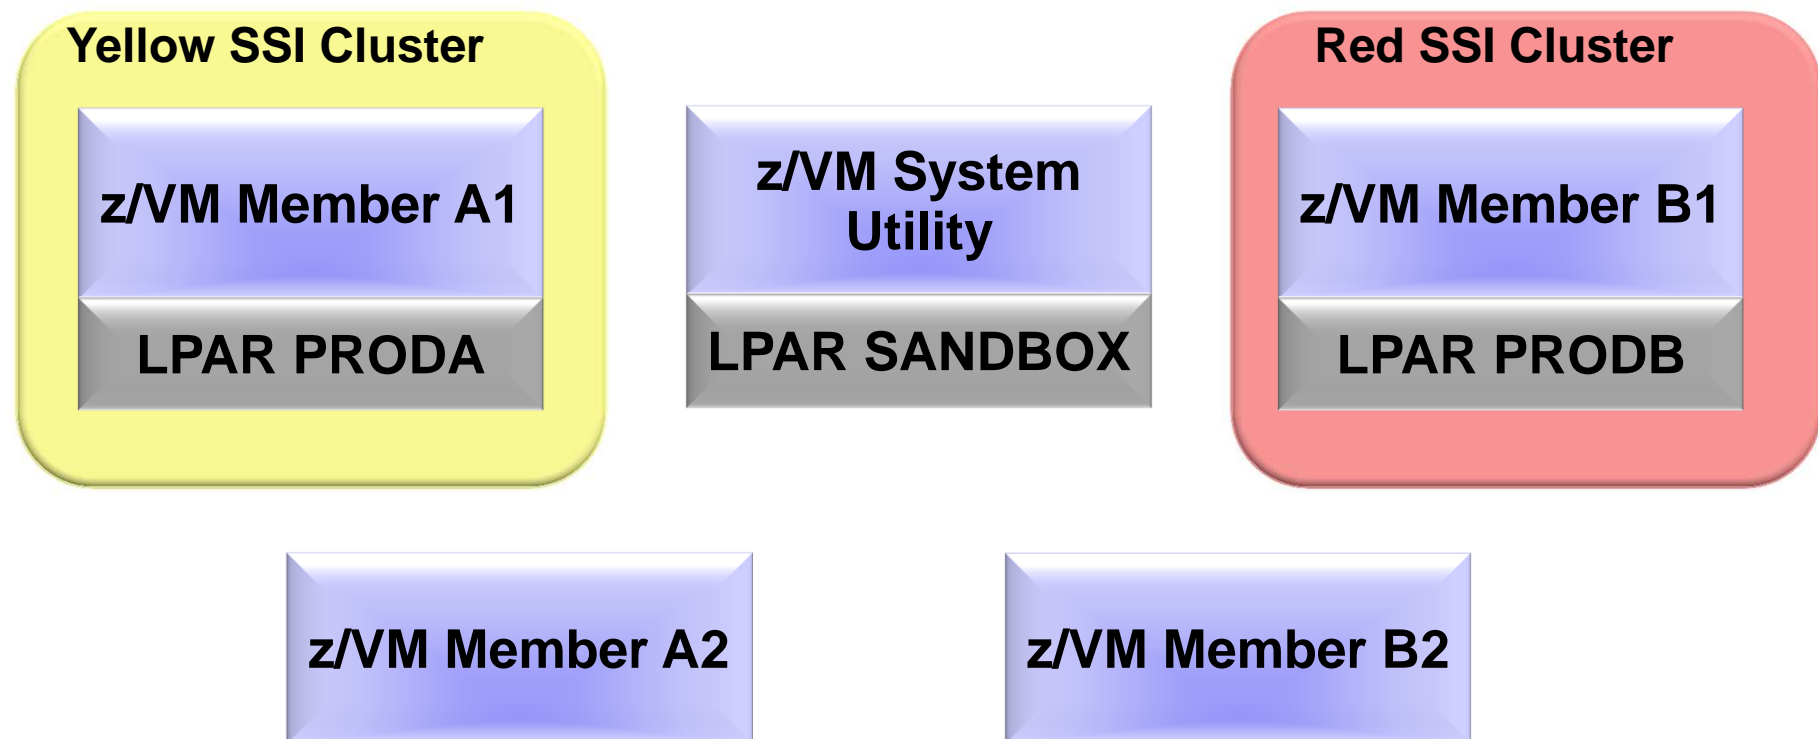 Yellow SSI Cluster
Red SSI Cluster
z/VM Member A1
z/VM System
Utility
z/VM Member B1
LPAR PRODA
LPAR SANDBOX
LPAR PRODB
z/VM Member A2
z/VM Member B2